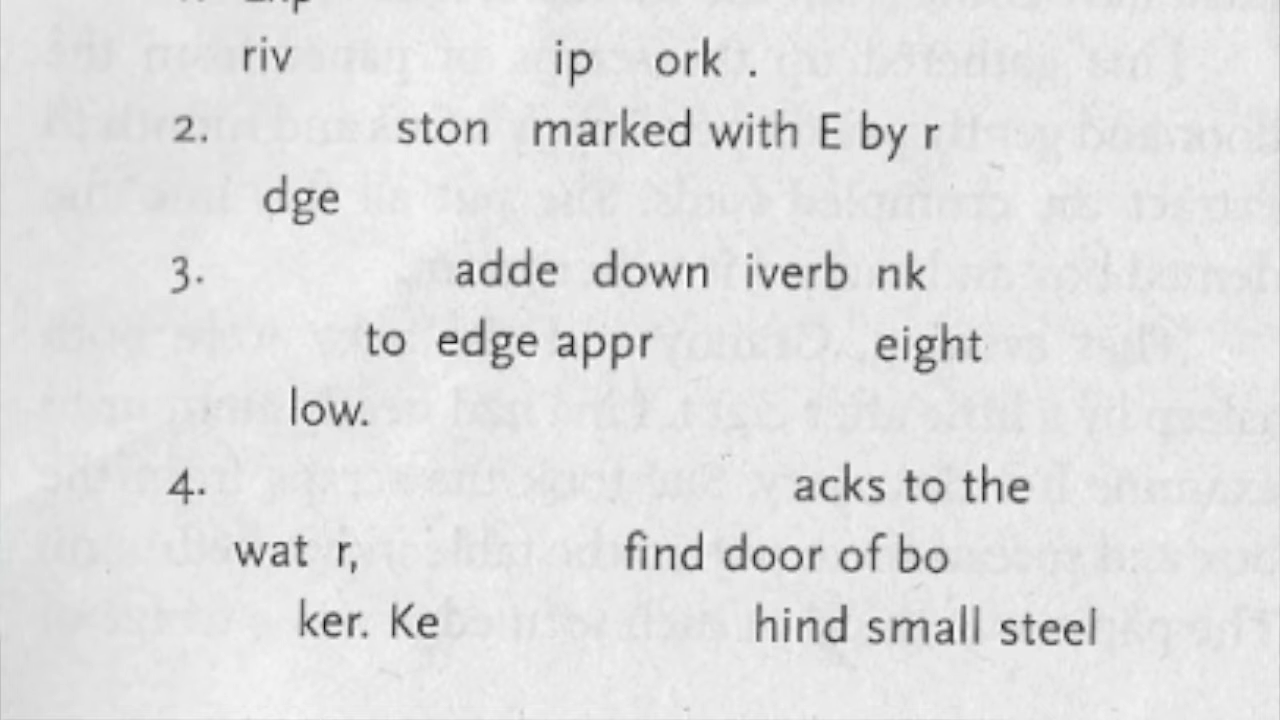 riv ip ork .
2. ston marked with E by r
dge
3. adde down iverb nk
to edge appr eight
low.
4. acks to the
wat r, find door of bo
ker. Ke hind small steel